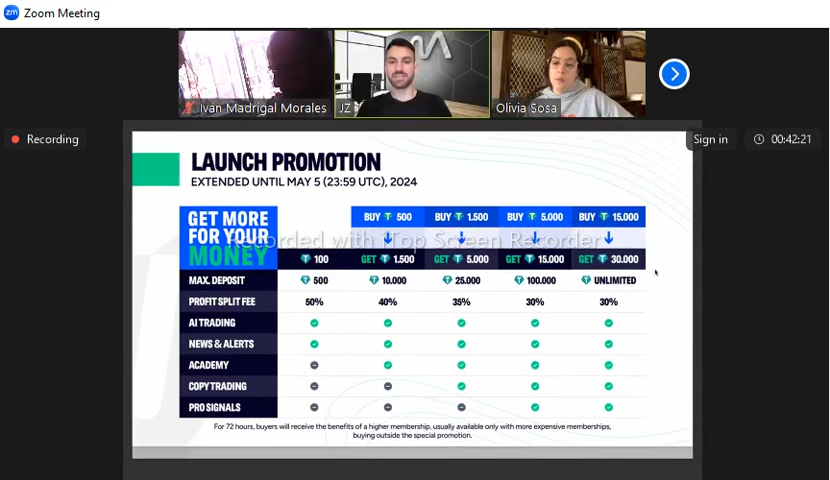 zm Zoom Meeting
Iván Madrigal Morales
JZ
Olivia Sosa
Recording
Sign in
00:42:21
LAUNCH PROMOTION
EXTENDED UNTIL MAY 5 (23:59 UTC), 2024
GET MORE
FOR YOUR
MONEY
BUY 500 BUY 1.500 BUY 5.000 BUY 15.000
Recorded with iTop Screen Recorder
100 GET 1.500 GET 5.000 GET 15.000 GET 30.000
MAX. DEPOSIT 500 10.000 25.000 100.000 UNLIMITED
PROFIT SPLIT FEE 50% 40% 35% 30% 30%
AI TRADING
NEWS & ALERTS
ACADEMY
COPY TRADING
PRO SIGNALS
For 72 hours, buyers will receive the benefits of a higher membership, usually available only with more expensive memberships,
buying outside the special promotion.